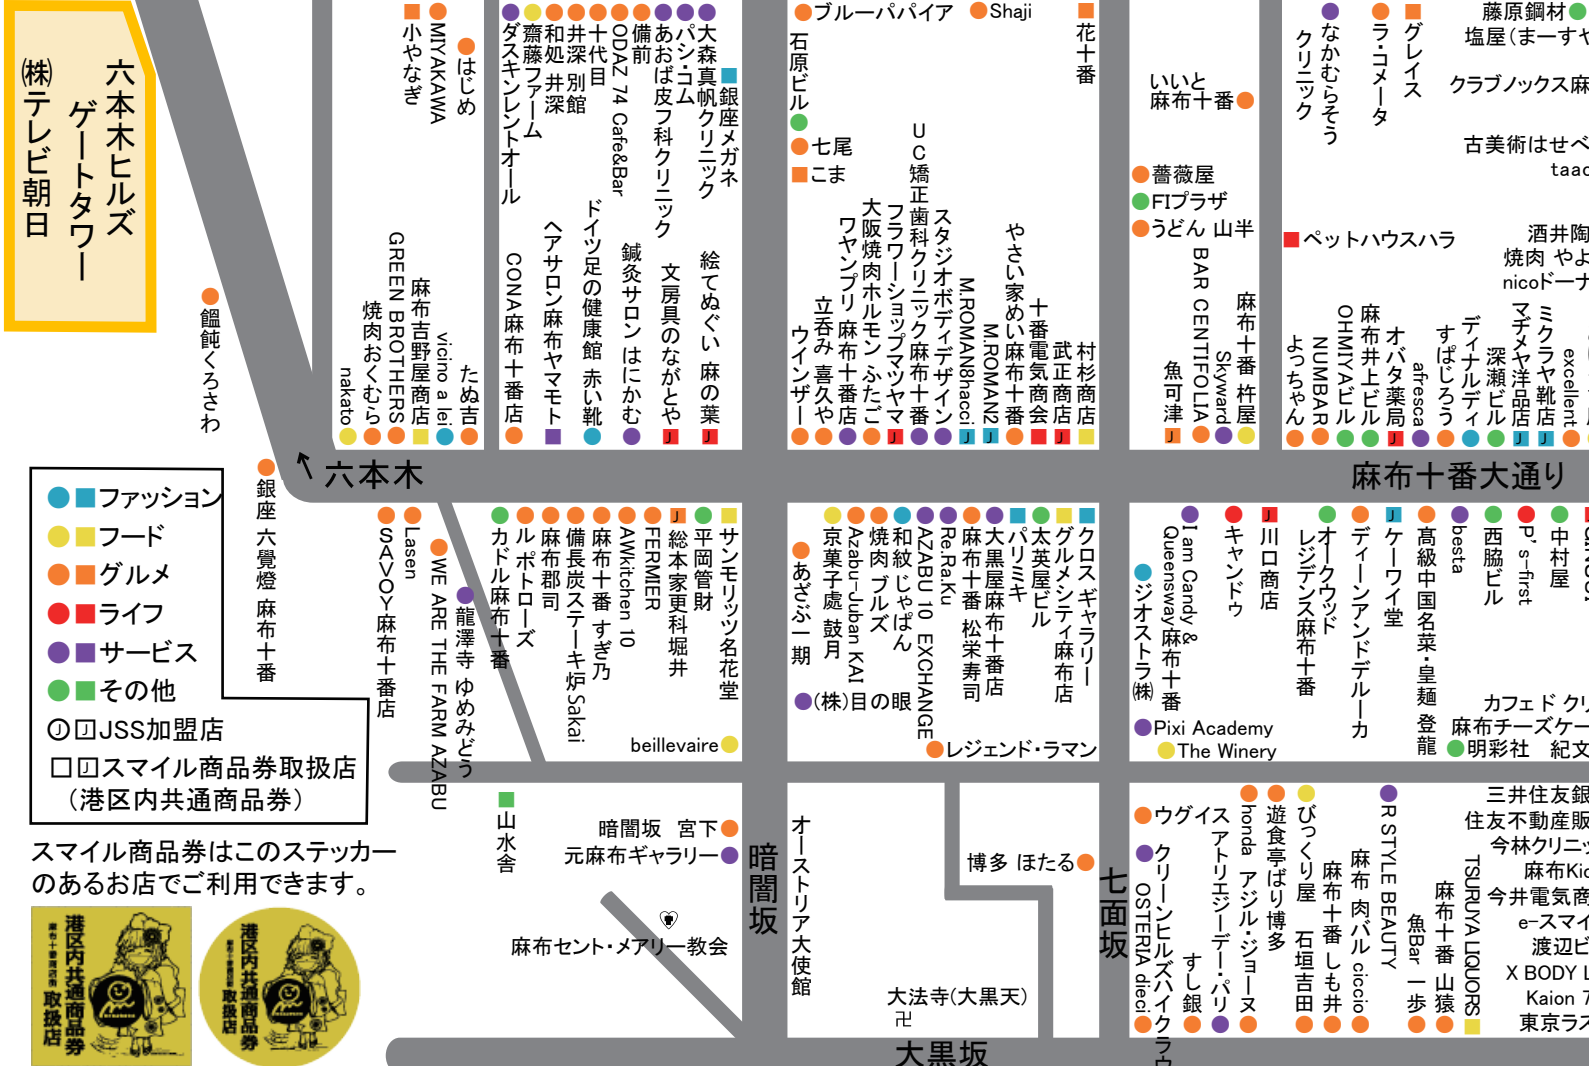 六本木ヒルズ
ゲートタワー
㈱テレビ朝日
小やなぎ
MIYAKAWA
はじめ
ダスキンレントオール
齋藤ファーム
和処 井深
井深 別館
十代目
ODAZ 74 Cafe&Bar
備前
あおば皮フ科クリニック
パシ・コム
大森真帆クリニック
銀座メガネ
ブルーパパイア
Shaji
花十番
石原ビル
七尾
こま
いいと
麻布十番
薔薇屋
FIプラザ
うどん 山半
なかむらそう
クリニック
ラ・コメータ
グレイス
藤原鋼材
塩屋(まーすや
クラブノックス麻
古美術はせべ
taac
ペットハウスハラ
酒井陶
焼肉 やよ
nicoドーナ
饂飩くろさわ
nakato
焼肉おくむら
GREEN BROTHERS
麻布吉野屋商店
vicino a lei
たぬ吉
CONA麻布十番店
ヘアサロン麻布ヤマモト
ドイツ足の健康館 赤い靴
鍼灸サロン はにかむ
文房具のながとや
絵てぬぐい 麻の葉
ウインザー
立呑み 喜久や
ワヤンプリ 麻布十番店
大阪焼肉ホルモン ふたご
フラワーショップマツヤマ
UC矯正歯科クリニック麻布十番
スタジオボディデザイン
M.ROMAN8hacci
M.ROMAN2
やさい家めい麻布十番
十番電気商会
武正商店
村杉商店
魚可津
BAR CENTIFOLIA
Skyward
麻布十番 杵屋
よっちゃん
NUMBAR
OHMIYAビル
麻布井上ビル
オバタ薬局
afresca
すぱじろう
ディナルディ
深瀬ビル
マヂメヤ洋品店
ミクラヤ靴店
excellent
六本木
麻布十番大通り
ファッション
フード
グルメ
ライフ
サービス
その他
JSS加盟店
スマイル商品券取扱店
(港区内共通商品券)
スマイル商品券はこのステッカー
のあるお店でご利用できます。
港区内共通商品券
麻布十番商店街
取扱店
港区内共通商品券
麻布十番商店街
取扱店
銀座 六覺燈 麻布十番
SAVOY麻布十番店
Lasen
WE ARE THE FARM AZABU
龍澤寺 ゆめみどう
カドル麻布十番
ル ポトローズ
麻布郡司
備長炭ステーキ炉Sakai
麻布十番 すぎ乃
AWkitchen 10
FERMIER
総本家更科堀井
平岡管財
サンモリッツ名花堂
beillevaire
あざぶ一期
京菓子處 鼓月
Azabu-Juban KAI
焼肉 ブルズ
和紋 じゃぱん
AZABU 10 EXCHANGE
Re.Ra.Ku
麻布十番 松栄寿司
大黒屋麻布十番店
パリミキ
太英屋ビル
グルメシティ麻布店
クロスギャラリー
(株)目の眼
レジェンド・ラマン
ジオストラ㈱
I am Candy &
Queensway麻布十番
キャンドゥ
川口商店
オークウッド
レジデンス麻布十番
ディーンアンドデルーカ
ケーワイ堂
高級中国名菜・皇麺 登龍
besta
西脇ビル
P's-first
中村屋
Pixi Academy
The Winery
カフェド クリ
麻布チーズケー
明彩社
紀文
山水舎
暗闇坂 宮下
元麻布ギャラリー
麻布セント・メアリー教会
暗闇坂
オーストリア大使館
博多 ほたる
大法寺(大黒天)
卍
大黒坂
七面坂
ウグイス
クリーンヒルズハイクラウ
OSTERIA dieci
すし銀
アトリエジーデー・パリ
honda アジル・ジョーヌ
遊食亭ばり博多
びっくり屋
石垣吉田
麻布十番 しも井
麻布 肉バル ciccio
R STYLE BEAUTY
魚Bar 一歩
麻布十番 山猿
TSURUYA LIQUORS
三井住友銀
住友不動産販
今林クリニッ
麻布Kid
今井電気商
e-スマイ
渡辺ビ
X BODY L
Kaion 7
東京ラス